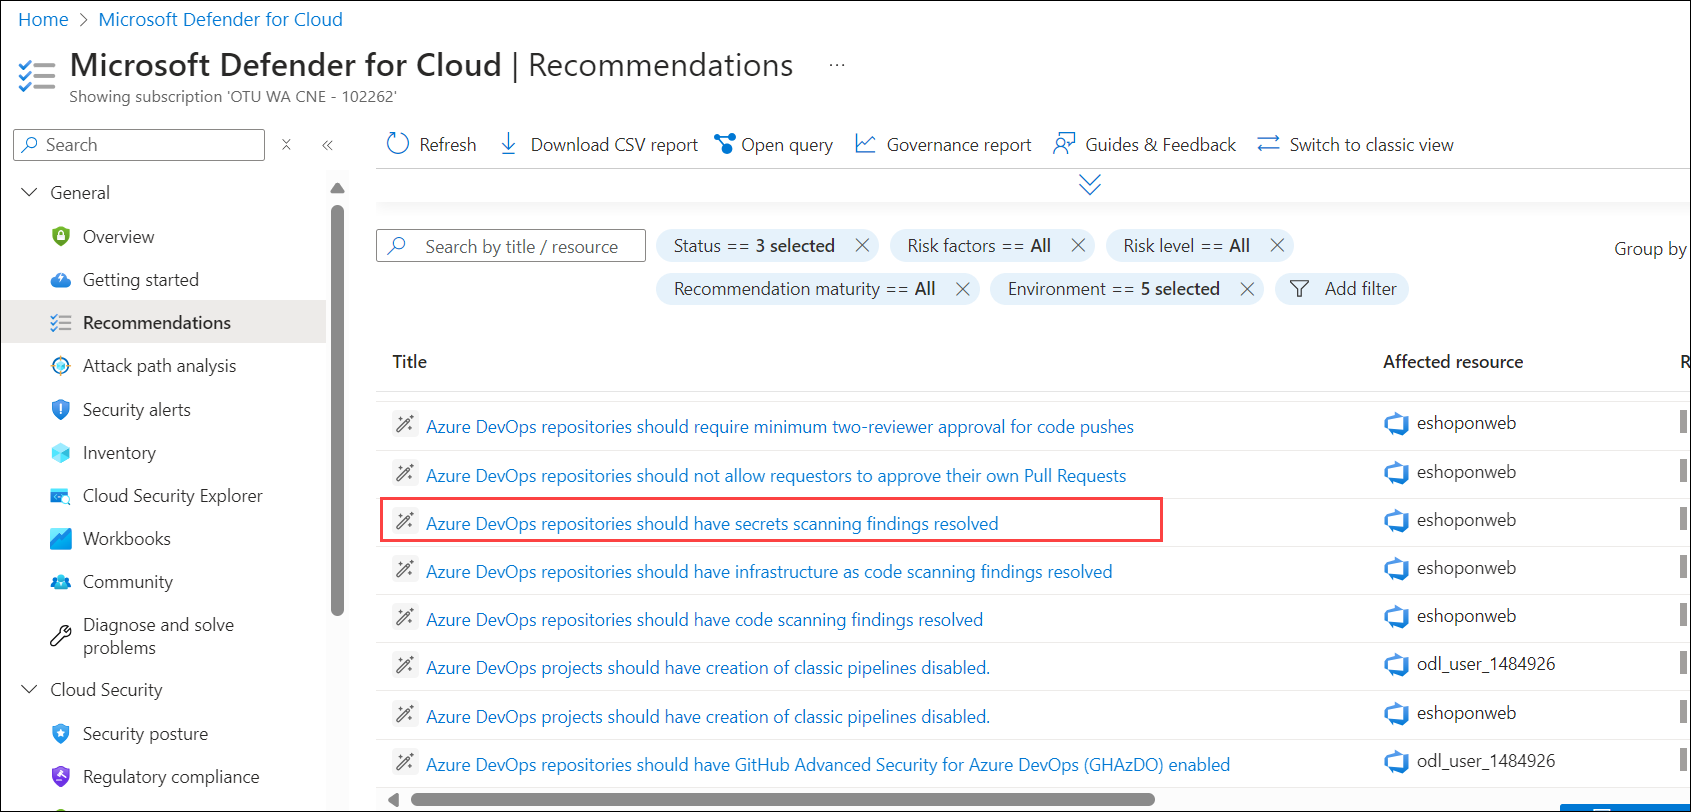 Home > Microsoft Defender for Cloud
Microsoft Defender for Cloud | Recommendations ...
Showing subscription 'OTU WA CNE - 102262'
Search
General
Overview
Getting started
Recommendations
Attack path analysis
Security alerts
Inventory
Cloud Security Explorer
Workbooks
Community
Diagnose and solve
problems
Cloud Security
Security posture
Regulatory compliance
Refresh Download CSV report Open query Governance report Guides & Feedback Switch to classic view
Search by title / resource Status == 3 selected Risk factors == All Risk level == All
Group by
Recommendation maturity == All Environment == 5 selected Add filter
Title Affected resource R
Azure DevOps repositories should require minimum two-reviewer approval for code pushes eshoponweb
Azure DevOps repositories should not allow requestors to approve their own Pull Requests eshoponweb
Azure DevOps repositories should have secrets scanning findings resolved eshoponweb
Azure DevOps repositories should have infrastructure as code scanning findings resolved eshoponweb
Azure DevOps repositories should have code scanning findings resolved eshoponweb
Azure DevOps projects should have creation of classic pipelines disabled. odl_user_1484926
Azure DevOps projects should have creation of classic pipelines disabled. eshoponweb
Azure DevOps repositories should have GitHub Advanced Security for Azure DevOps (GHAzDO) enabled odl_user_1484926